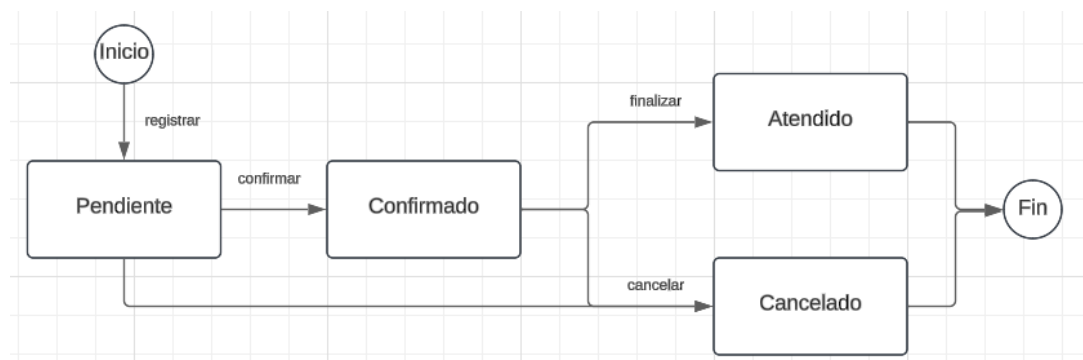 Inicio
registrar
finalizar
Atendido
confirmar
Pendiente
Confirmado
Fin
cancelar
Cancelado